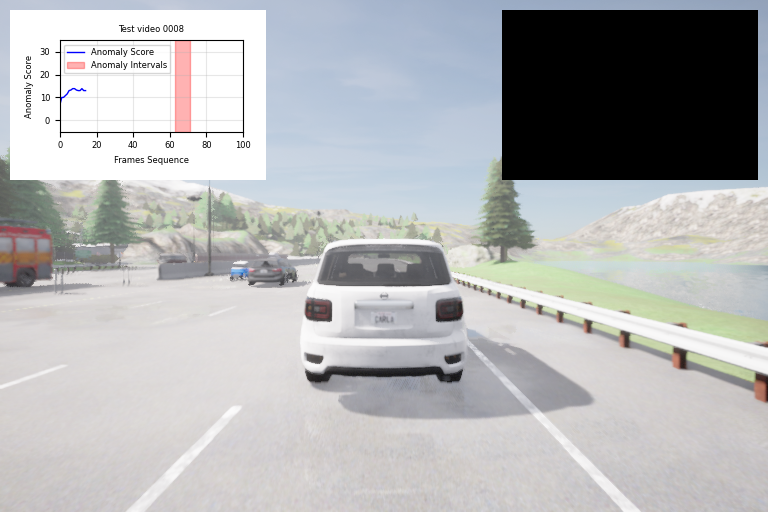 Test video 0008
Anomaly Score
Anomaly Intervals
Anomaly Score
30
20
10
0
0 20 40 60 80 100
Frames Sequence
CARLA